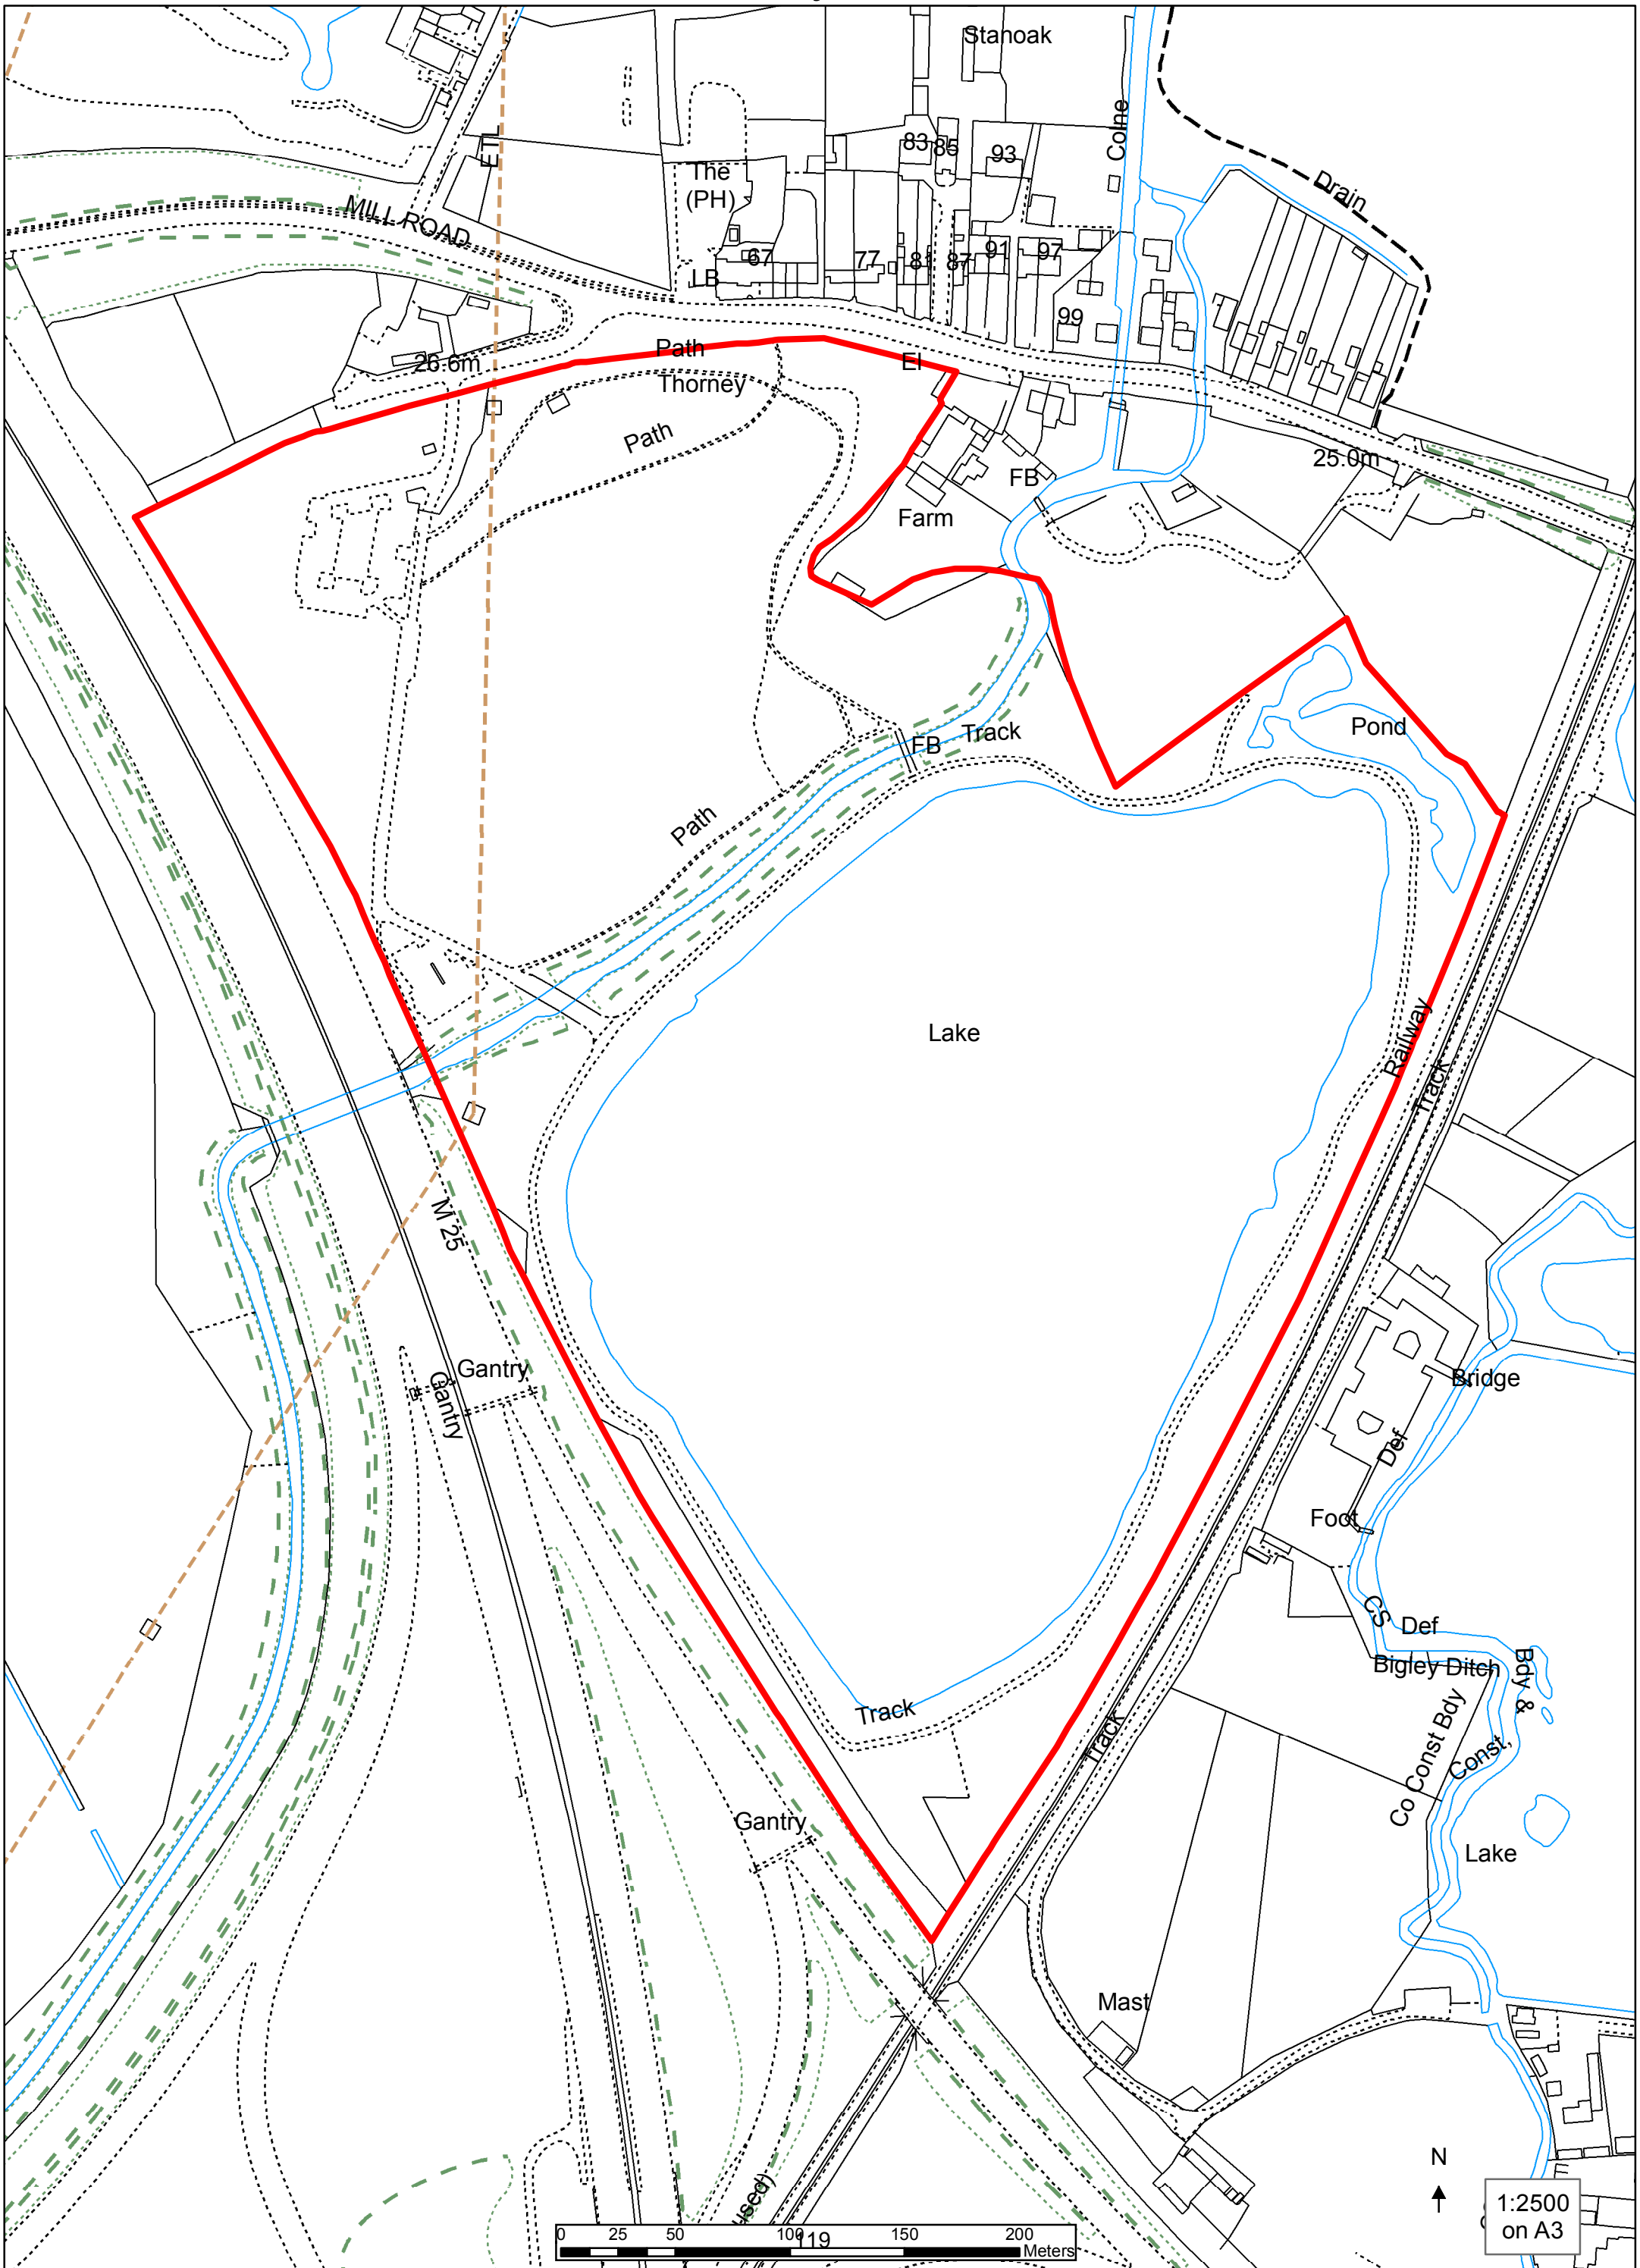 Stanoak
Colne
ETL
83
85
93
The
(PH)
Drain
MILL ROAD
67
77
81
87
91
97
LB
99
26.6m
Path
El
Thorney
Path
25.0m
FB
Farm
Pond
FB
Track
Path
Lake
Railway
Track
M 25
Gantry
Gantry
Bridge
Def
Foot
CS
Def
Bigley Ditch
Bdy &
Co Const Bdy
Const,
Track
Track
Gantry
Lake
Mast
N
used)
1:2500
on A3
0 25 50 100 150 200
119
Meters